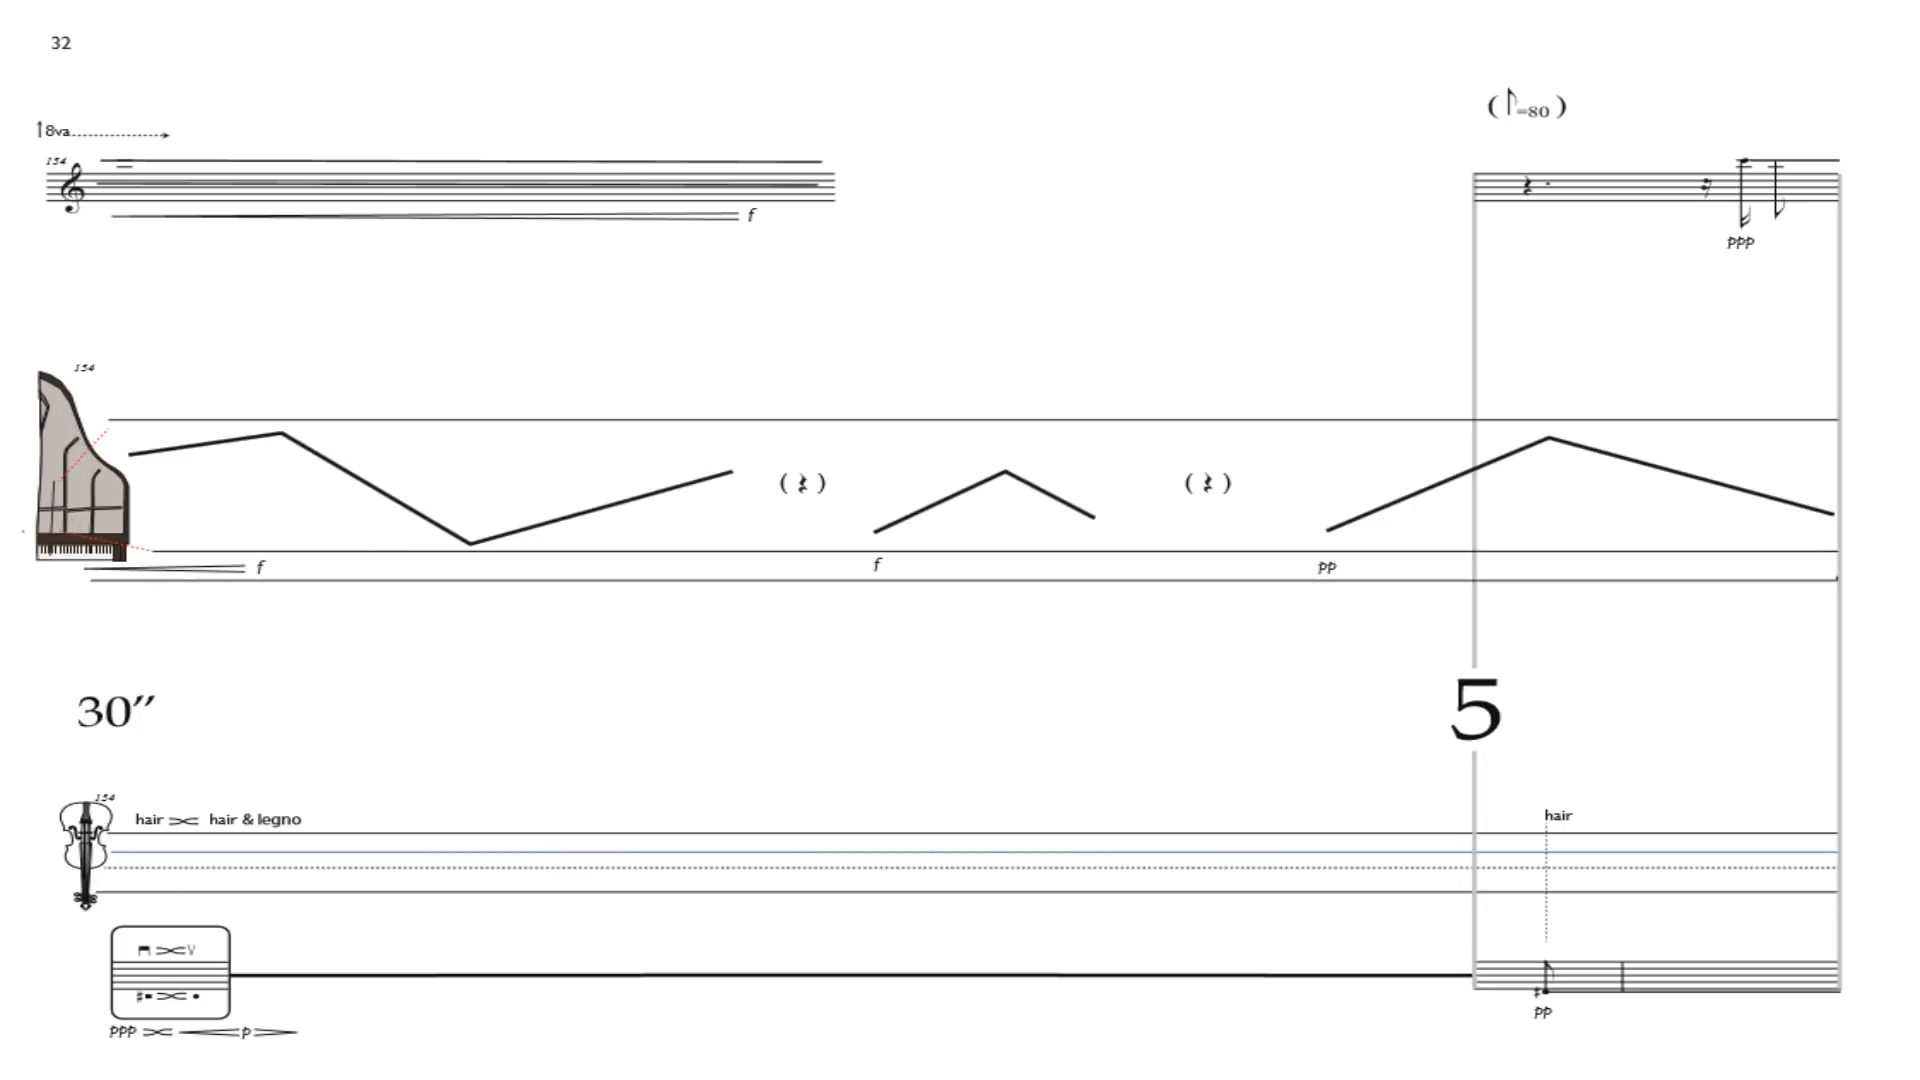 32
(♪=80)
8va
154
f
ppp
154
f
f
pp
30″
5
154
hair hair & legno
hair
ppp p
pp